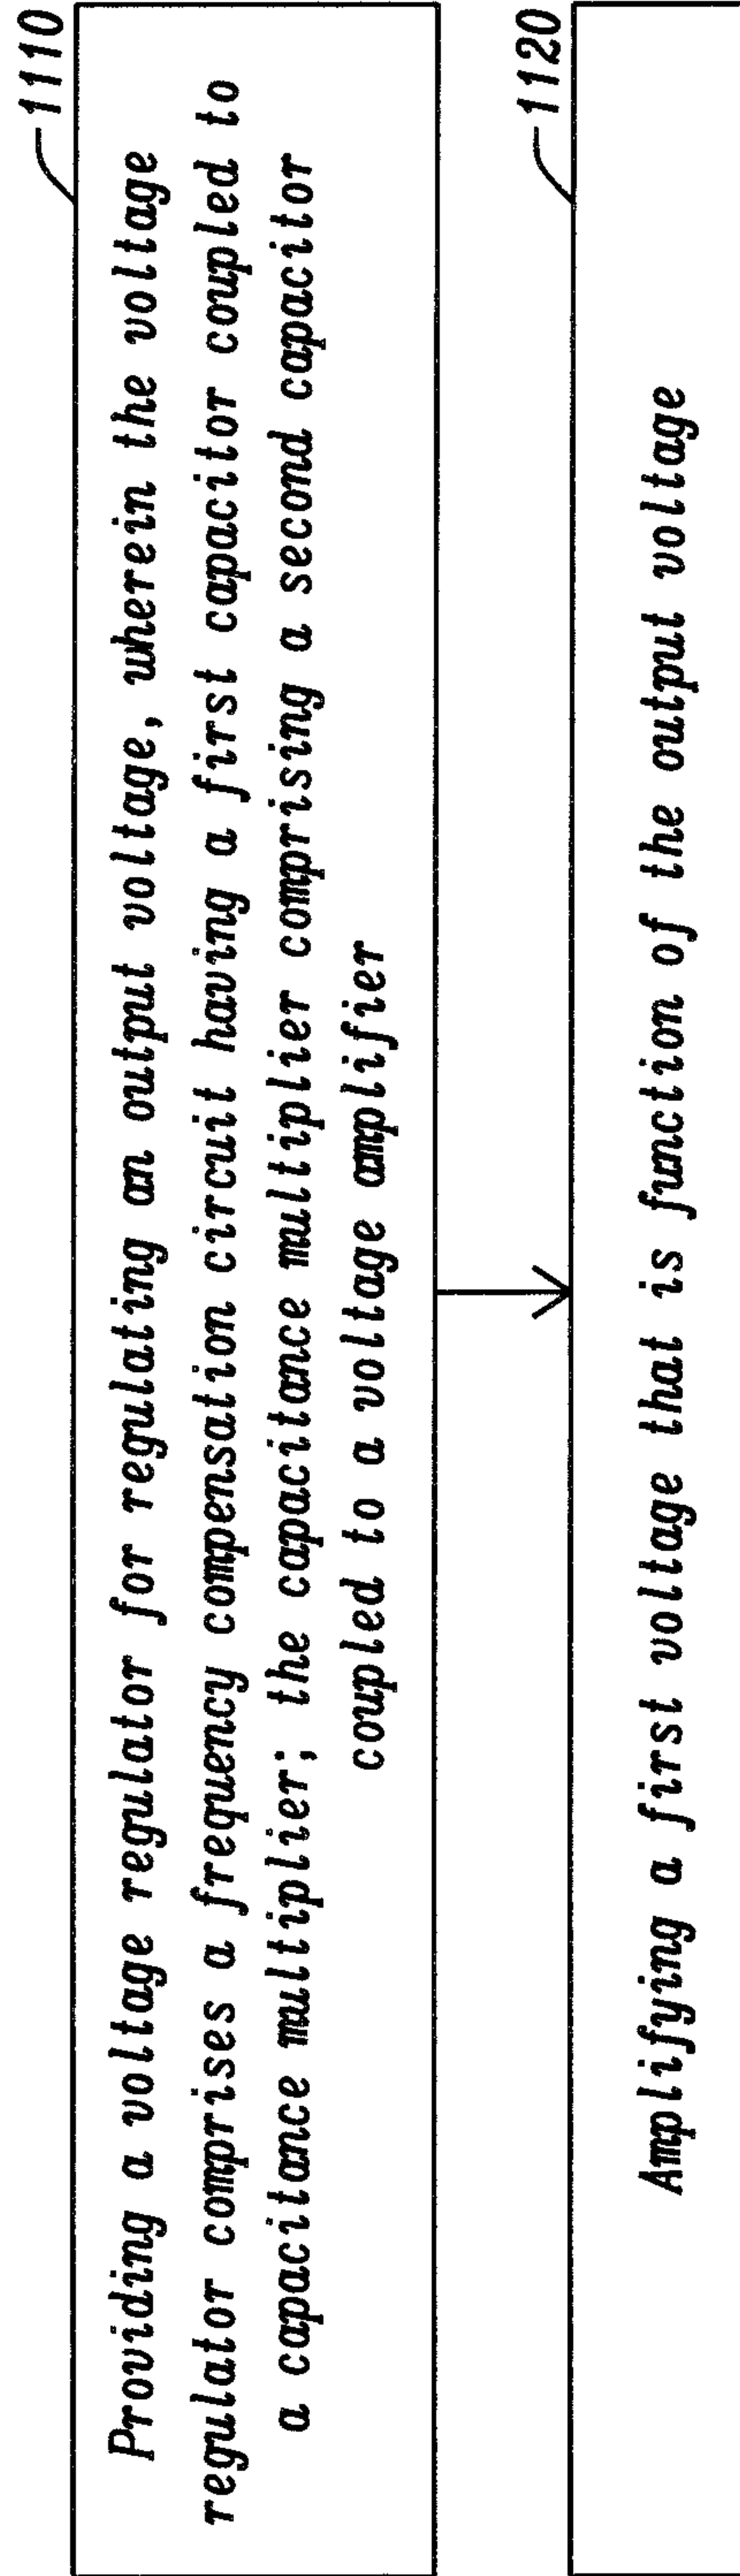 1110
Providing a voltage regulator for regulating an output voltage, wherein the voltage
regulator comprises a frequency compensation circuit having a first capacitor coupled to
a capacitance multiplier; the capacitance multiplier comprising a second capacitor
coupled to a voltage amplifier
1120
Amplifying a first voltage that is function of the output voltage